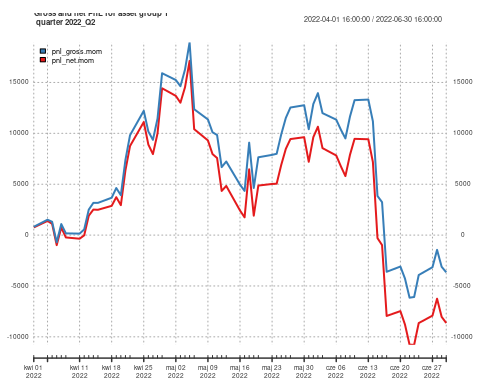 Gross and net PnL for asset group 1
quarter 2022_Q2
2022-04-01 16:00:00 / 2022-06-30 16:00:00
pnl_gross.mom
pnl_net.mom
15000 15000
10000 10000
5000 5000
0 0
-5000 -5000
-10000 -10000
kwi 01 kwi 11 kwi 18 kwi 25 maj 02 maj 09 maj 16 maj 23 maj 30 cze 06 cze 13 cze 20 cze 27
2022 2022 2022 2022 2022 2022 2022 2022 2022 2022 2022 2022 2022